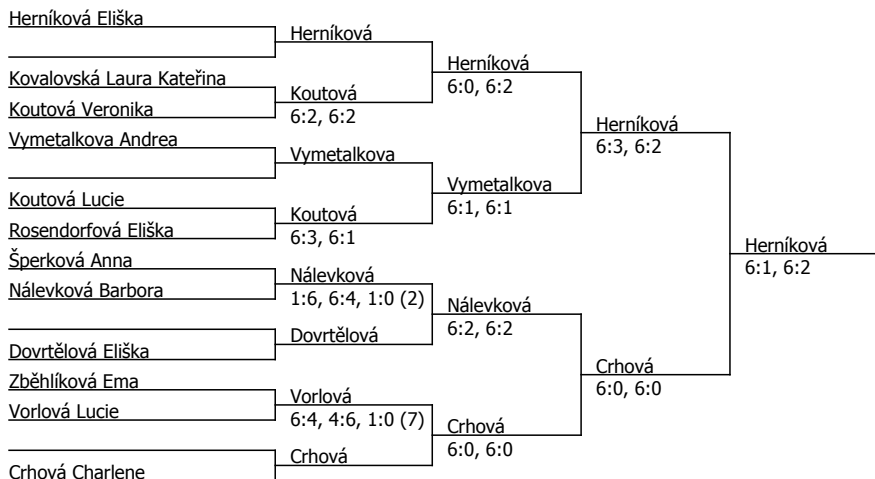 Herníková Eliška
Kovalovská Laura Kateřina
Koutová Veronika
Vymetalkova Andrea
Koutová Lucie
Rosendorfová Eliška
Šperková Anna
Nálevková Barbora
Dovrtělová Eliška
Zběhlíková Ema
Vorlová Lucie
Crhová Charlene
Herníková
Koutová
6:2, 6:2
Vymetalkova
Koutová
6:3, 6:1
Nálevková
1:6, 6:4, 1:0 (2)
Dovrtělová
Vorlová
6:4, 4:6, 1:0 (7)
Crhová
Herníková
6:0, 6:2
Vymetalkova
6:1, 6:1
Nálevková
6:2, 6:2
Crhová
6:0, 6:0
Herníková
6:3, 6:2
Crhová
6:0, 6:0
Herníková
6:1, 6:2